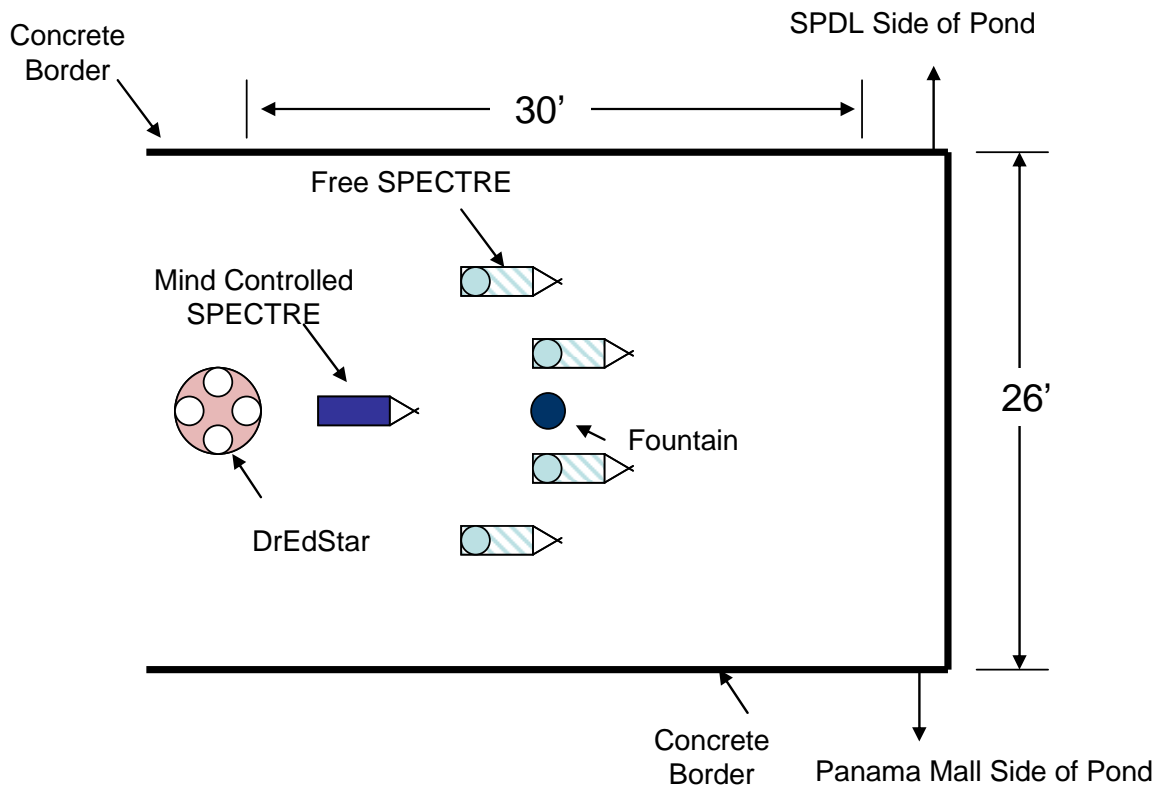 SPDL Side of Pond
Concrete
Border
30’
Free SPECTRE
Mind Controlled
SPECTRE
26’
Fountain
DrEdStar
Concrete
Border
Panama Mall Side of Pond